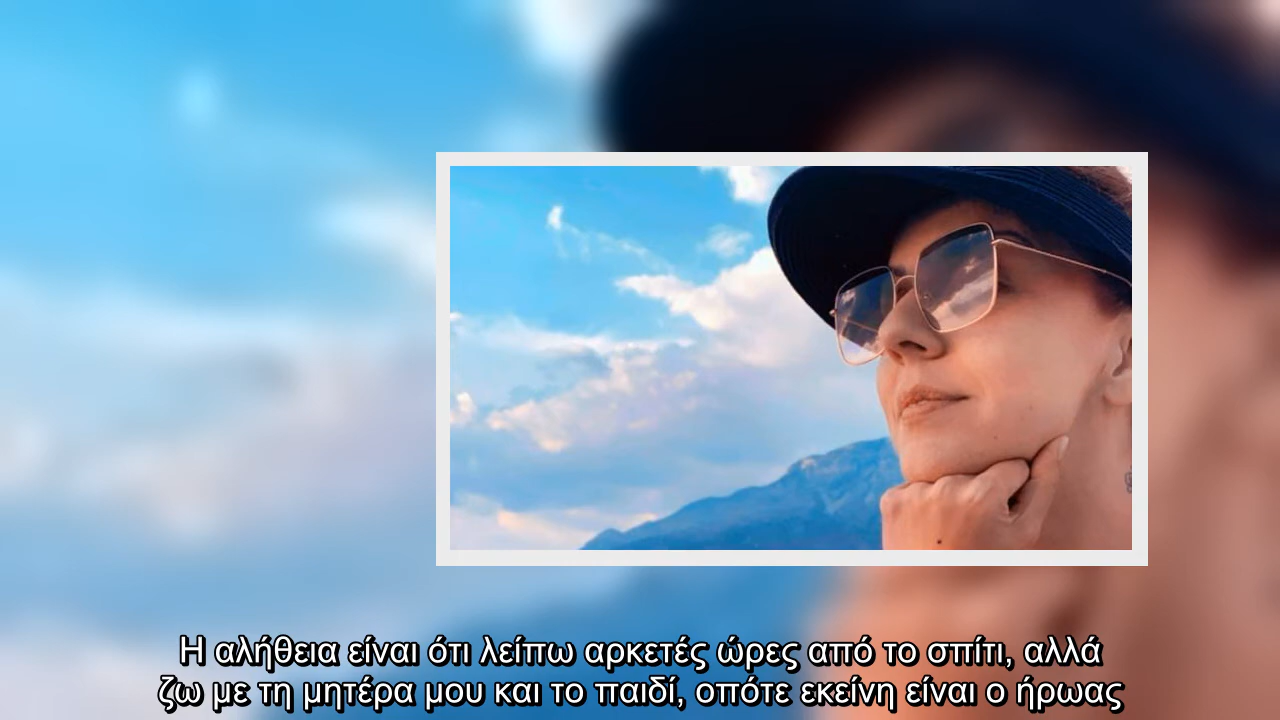 Η αλήθεια είναι ότι λείπω αρκετές ώρες από το σπίτι, αλλά
ζω με τη μητέρα μου και το παιδί, οπότε εκείνη είναι ο ήρωας